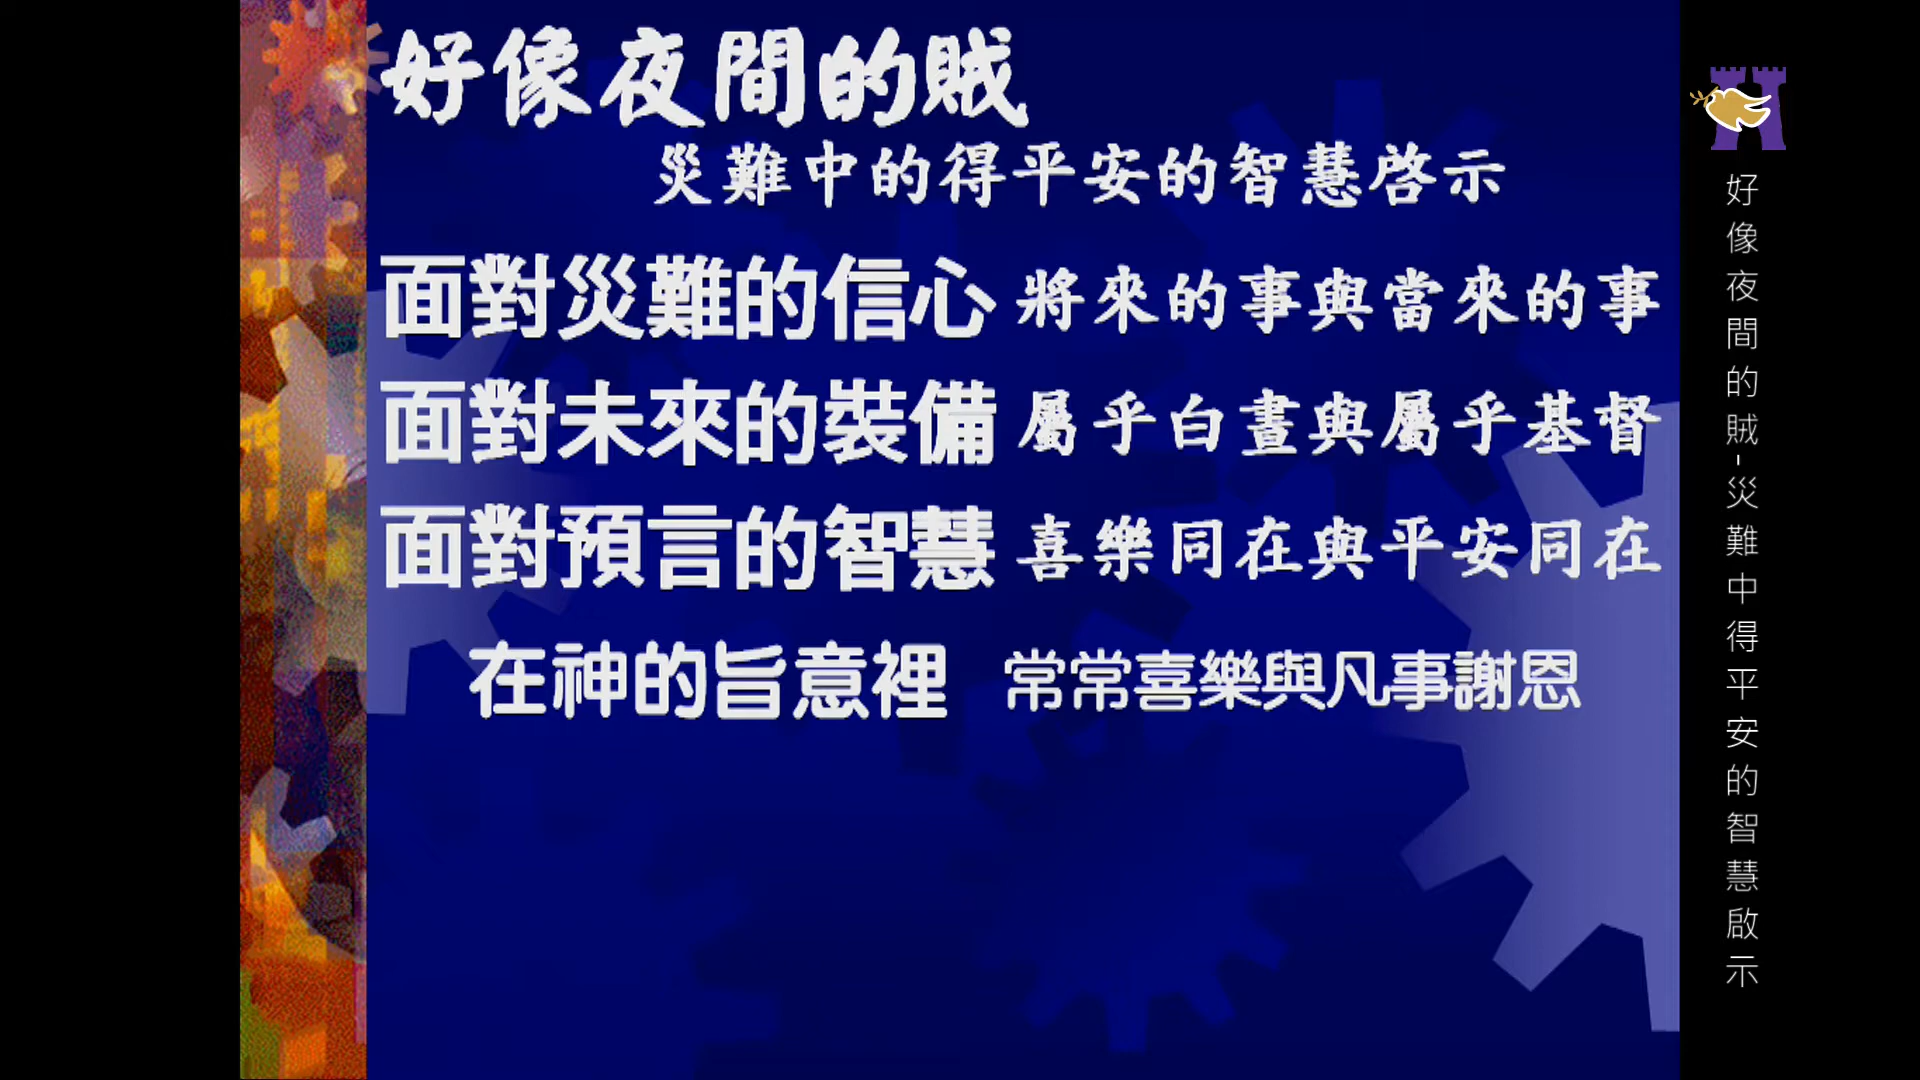 好像夜間的賊
災難中的得平安的智慧啓示
面對災難的信心 將來的事與當來的事
面對未來的裝備 屬乎白晝與屬乎基督
面對預言的智慧 喜樂同在與平安同在
在神的旨意裡 常常喜樂與凡事謝恩
好像夜間的賊-災難中得平安的智慧啟示